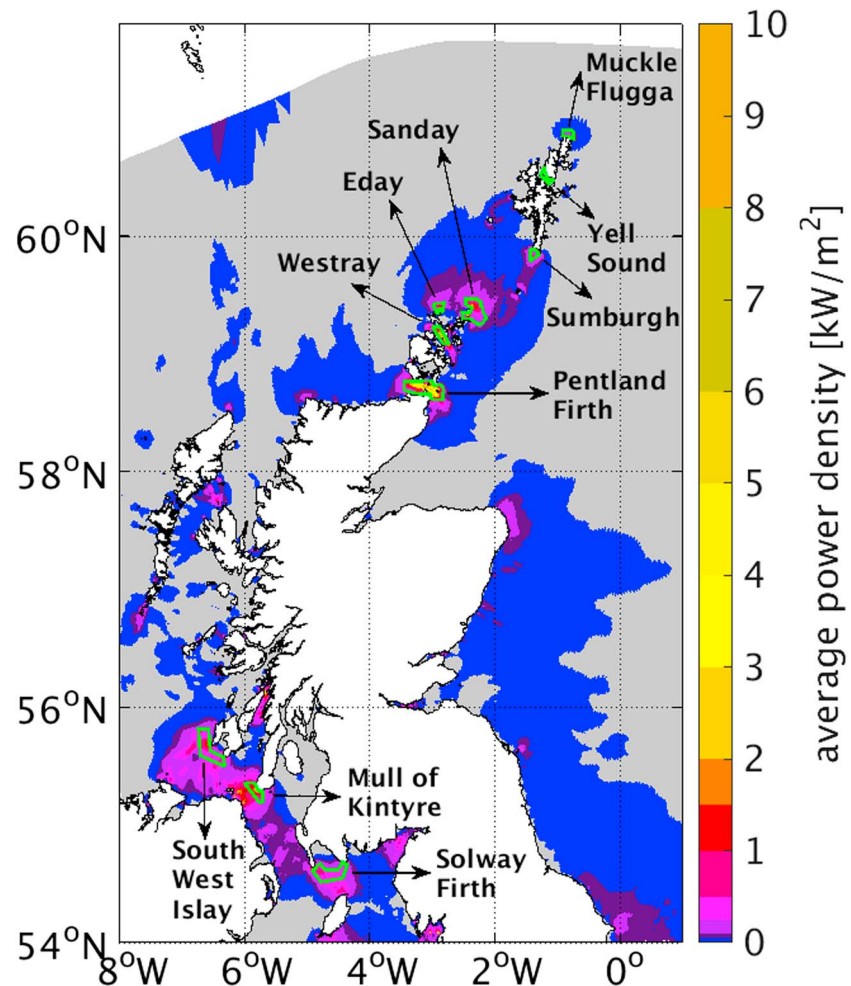 10
Muckle
Flugga
9
Sanday
Eday
8
60°N
Westray
Yell
Sound
7
Sumburgh
Pentland
Firth
6
58°N
5
4
3
56°N
2
Mull of
Kintyre
1
South
West
Islay
Solway
Firth
54°N
0
8°W
6°W
4°W
2°W
0°
average power density [kW/m²]